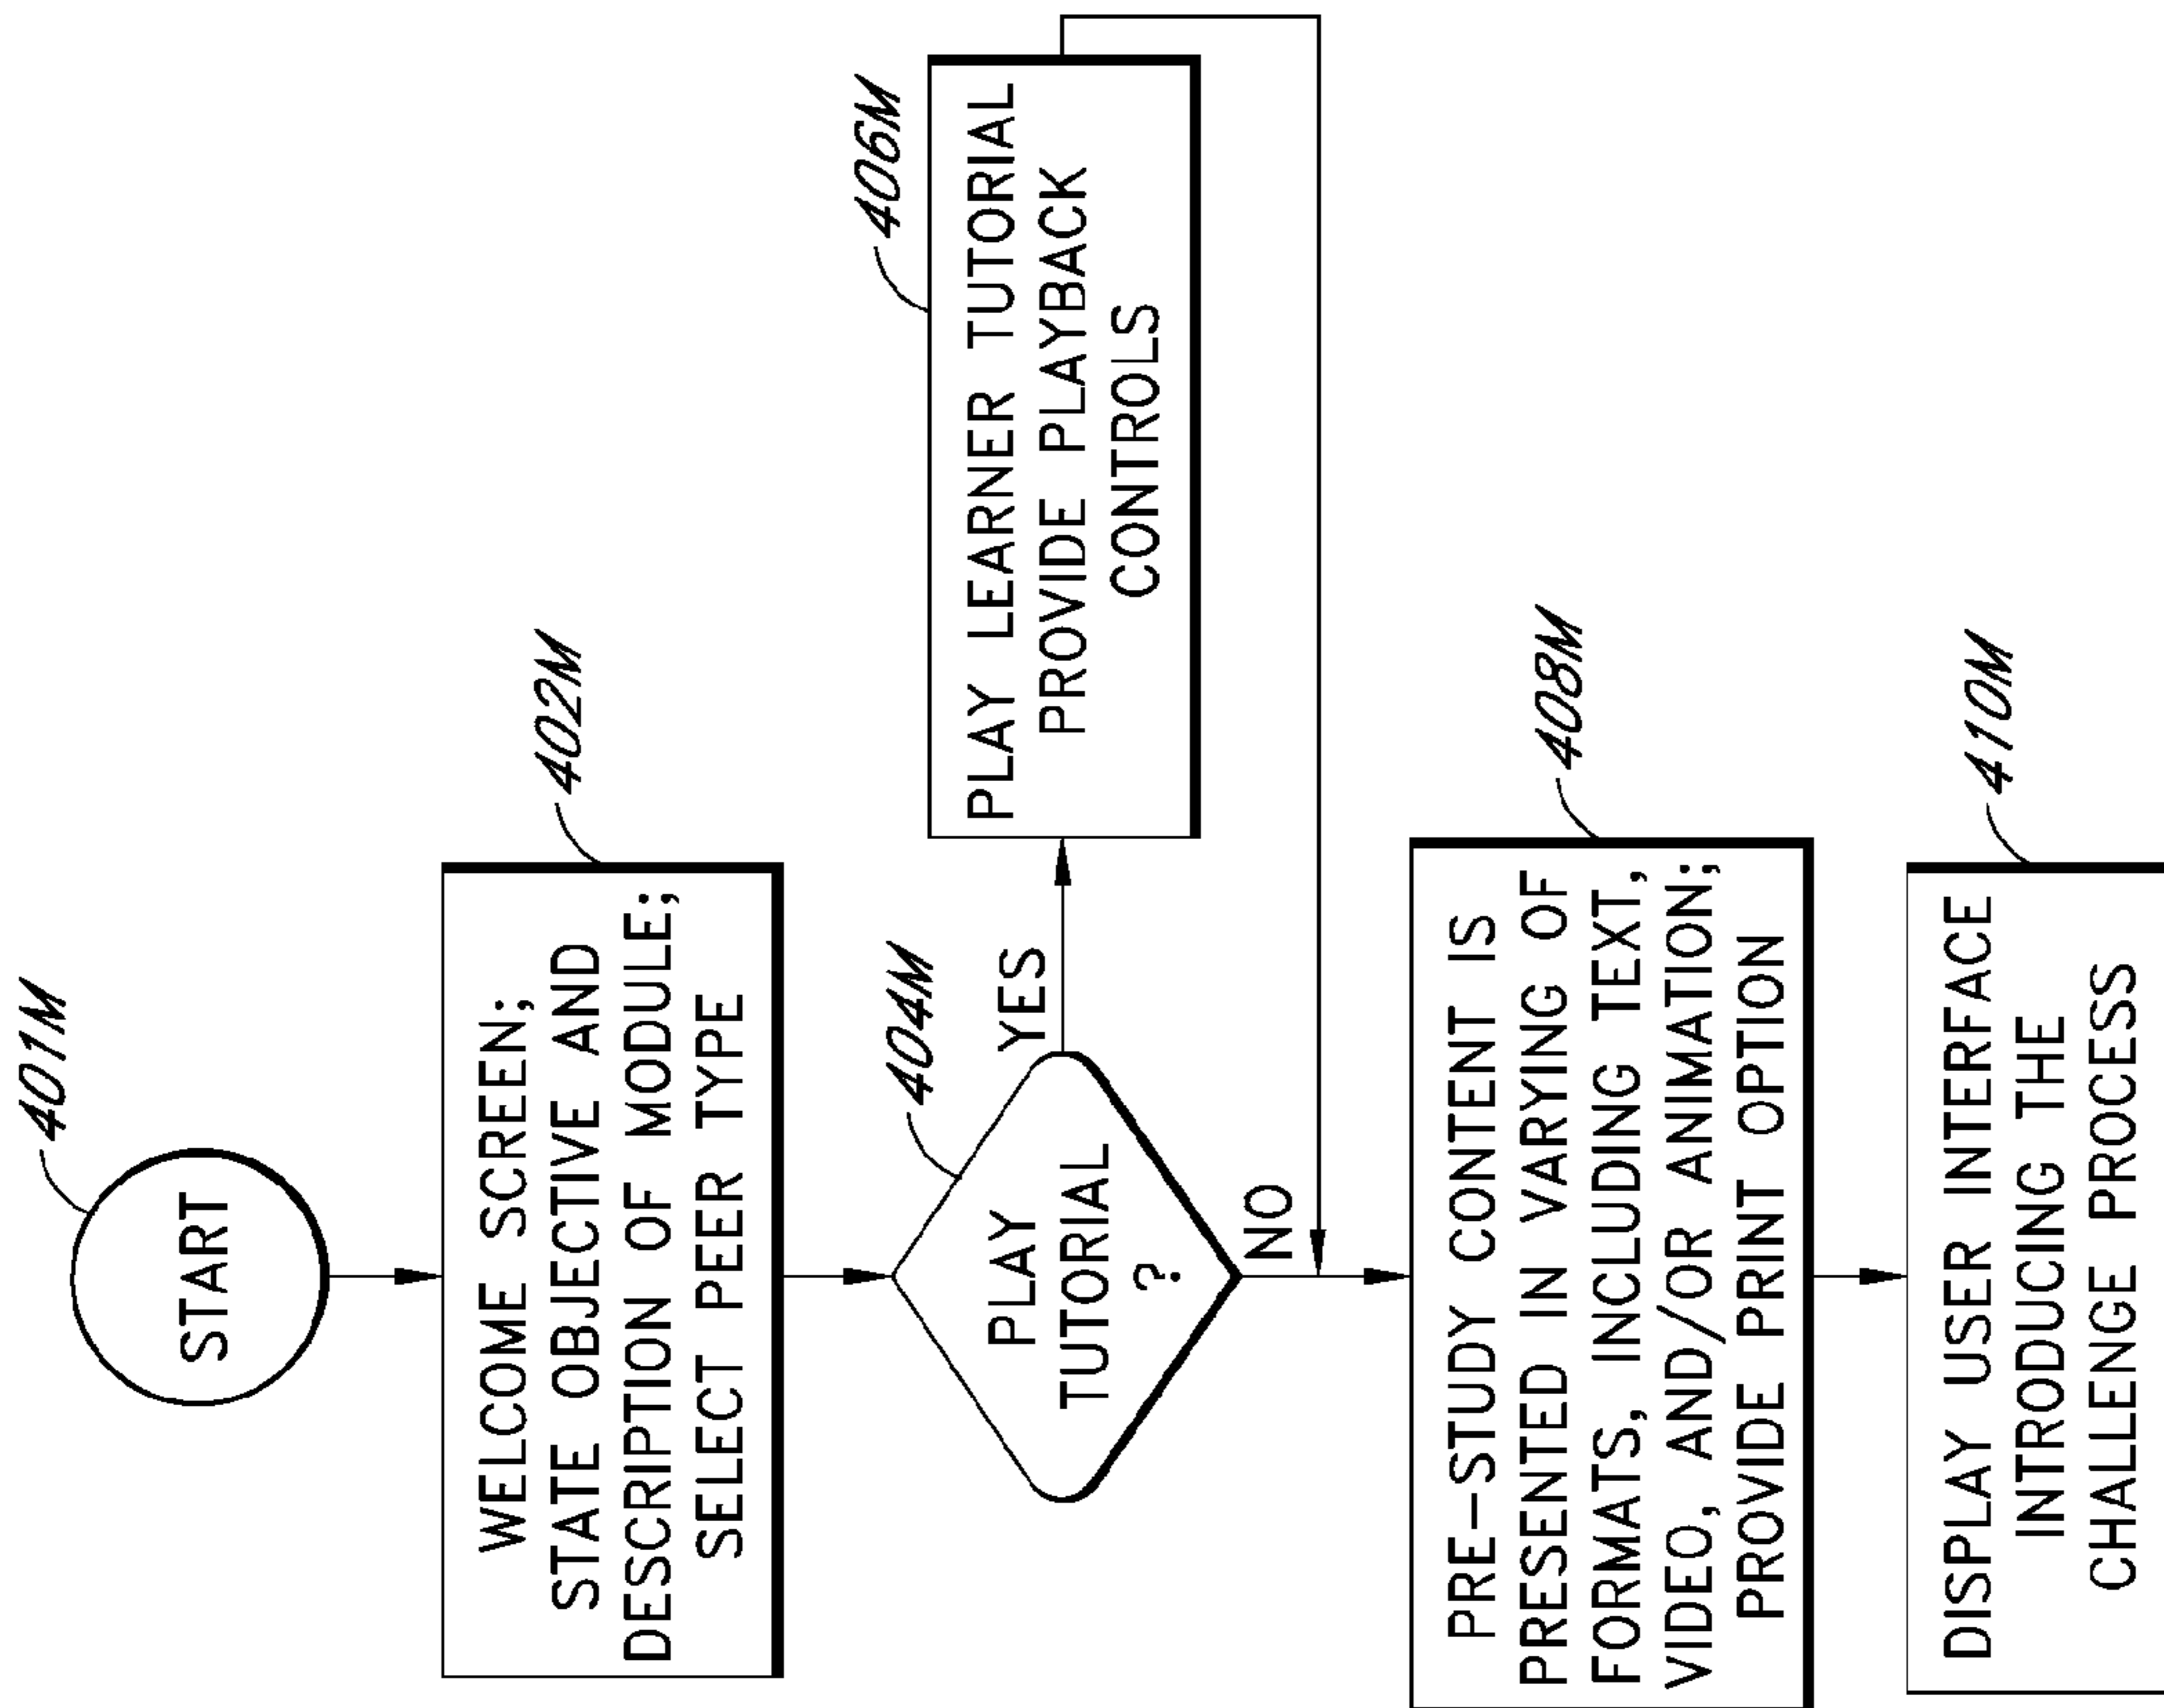 401M
START
402M
WELCOME SCREEN;
STATE OBJECTIVE AND
DESCRIPTION OF MODULE;
SELECT PEER TYPE
404M
PLAY
TUTORIAL
?
YES
NO
406M
PLAY LEARNER TUTORIAL
PROVIDE PLAYBACK
CONTROLS
408M
PRE-STUDY CONTENT IS
PRESENTED IN VARYING OF
FORMATS, INCLUDING TEXT,
VIDEO, AND/OR ANIMATION;
PROVIDE PRINT OPTION
410M
DISPLAY USER INTERFACE
INTRODUCING THE
CHALLENGE PROCESS